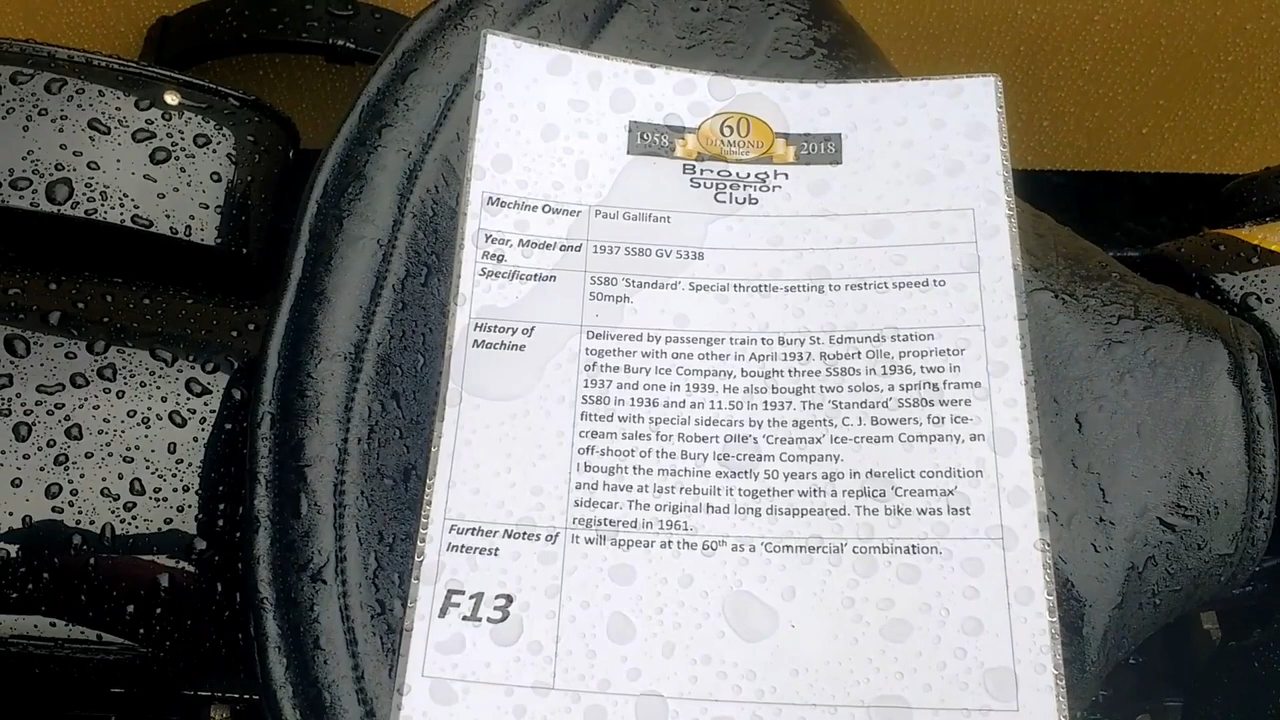 1958 60 2018
DIAMOND
Jubilee
Brough
Superior
Club
Machine Owner Paul Gallifant
Year, Model and Reg. 1937 SS80 GV 5338
Specification SS80 ‘Standard’. Special throttle-setting to restrict speed to
50mph.
History of
Machine
Delivered by passenger train to Bury St. Edmunds station
together with one other in April 1937. Robert Olle, proprietor
of the Bury Ice Company, bought three SS80s in 1936, two in
1937 and one in 1939. He also bought two solos, a spring frame
SS80 in 1936 and an 11.50 in 1937. The ‘Standard’ SS80s were
fitted with special sidecars by the agents, C. J. Bowers, for ice-
cream sales for Robert Olle’s ‘Creamax’ Ice-cream Company, an
off-shoot of the Bury Ice-cream Company.
I bought the machine exactly 50 years ago in derelict condition
and have at last rebuilt it together with a replica ‘Creamax’
sidecar. The original had long disappeared. The bike was last
registered in 1961.
Further Notes of
Interest
It will appear at the 60th as a ‘Commercial’ combination.
F13